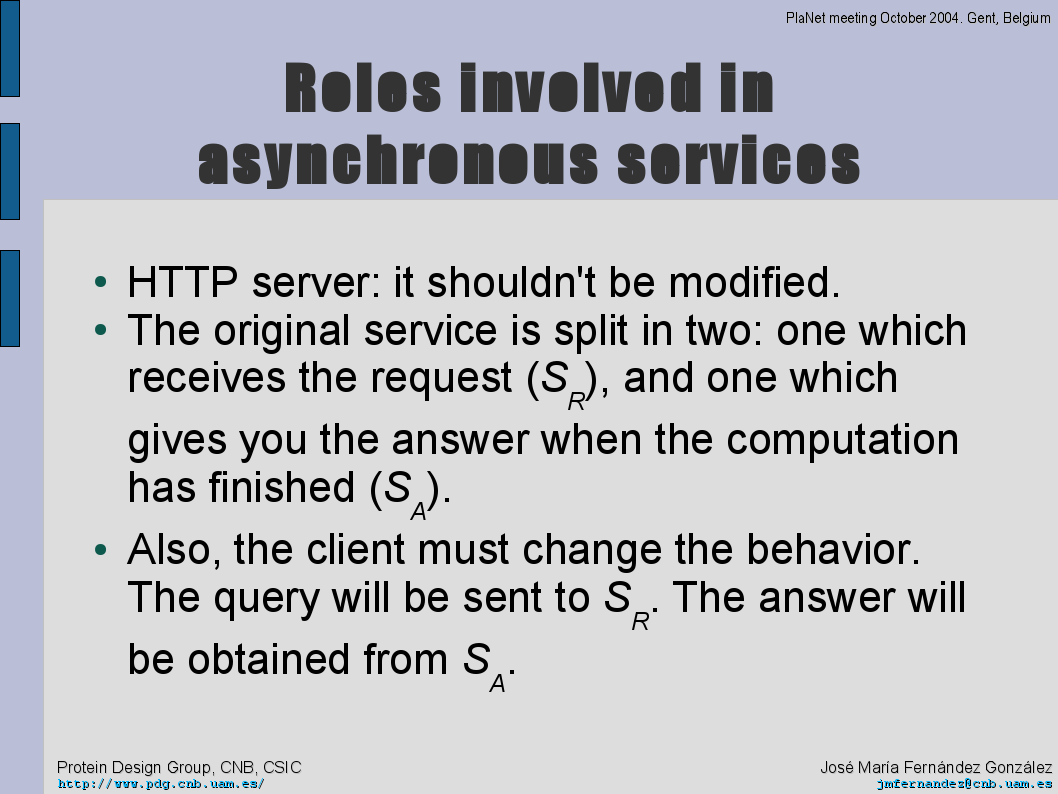 PlaNet meeting October 2004. Gent, Belgium
Roles involved in
asynchronous services
• HTTP server: it shouldn't be modified.
• The original service is split in two: one which
receives the request (S_R), and one which
gives you the answer when the computation
has finished (S_A).
• Also, the client must change the behavior.
The query will be sent to S_R. The answer will
be obtained from S_A.
Protein Design Group, CNB, CSIC
http://www.pdg.cnb.uam.es/
José María Fernández González
jmfernandez@cnb.uam.es